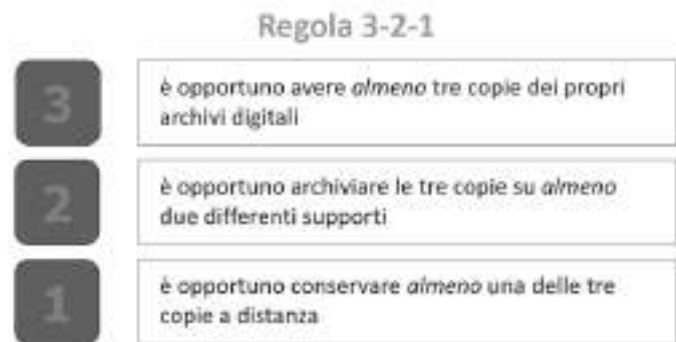 Regola 3-2-1
3
è opportuno avere almeno tre copie dei propri
archivi digitali
2
è opportuno archiviare le tre copie su almeno
due differenti supporti
1
è opportuno conservare almeno una delle tre
copie a distanza